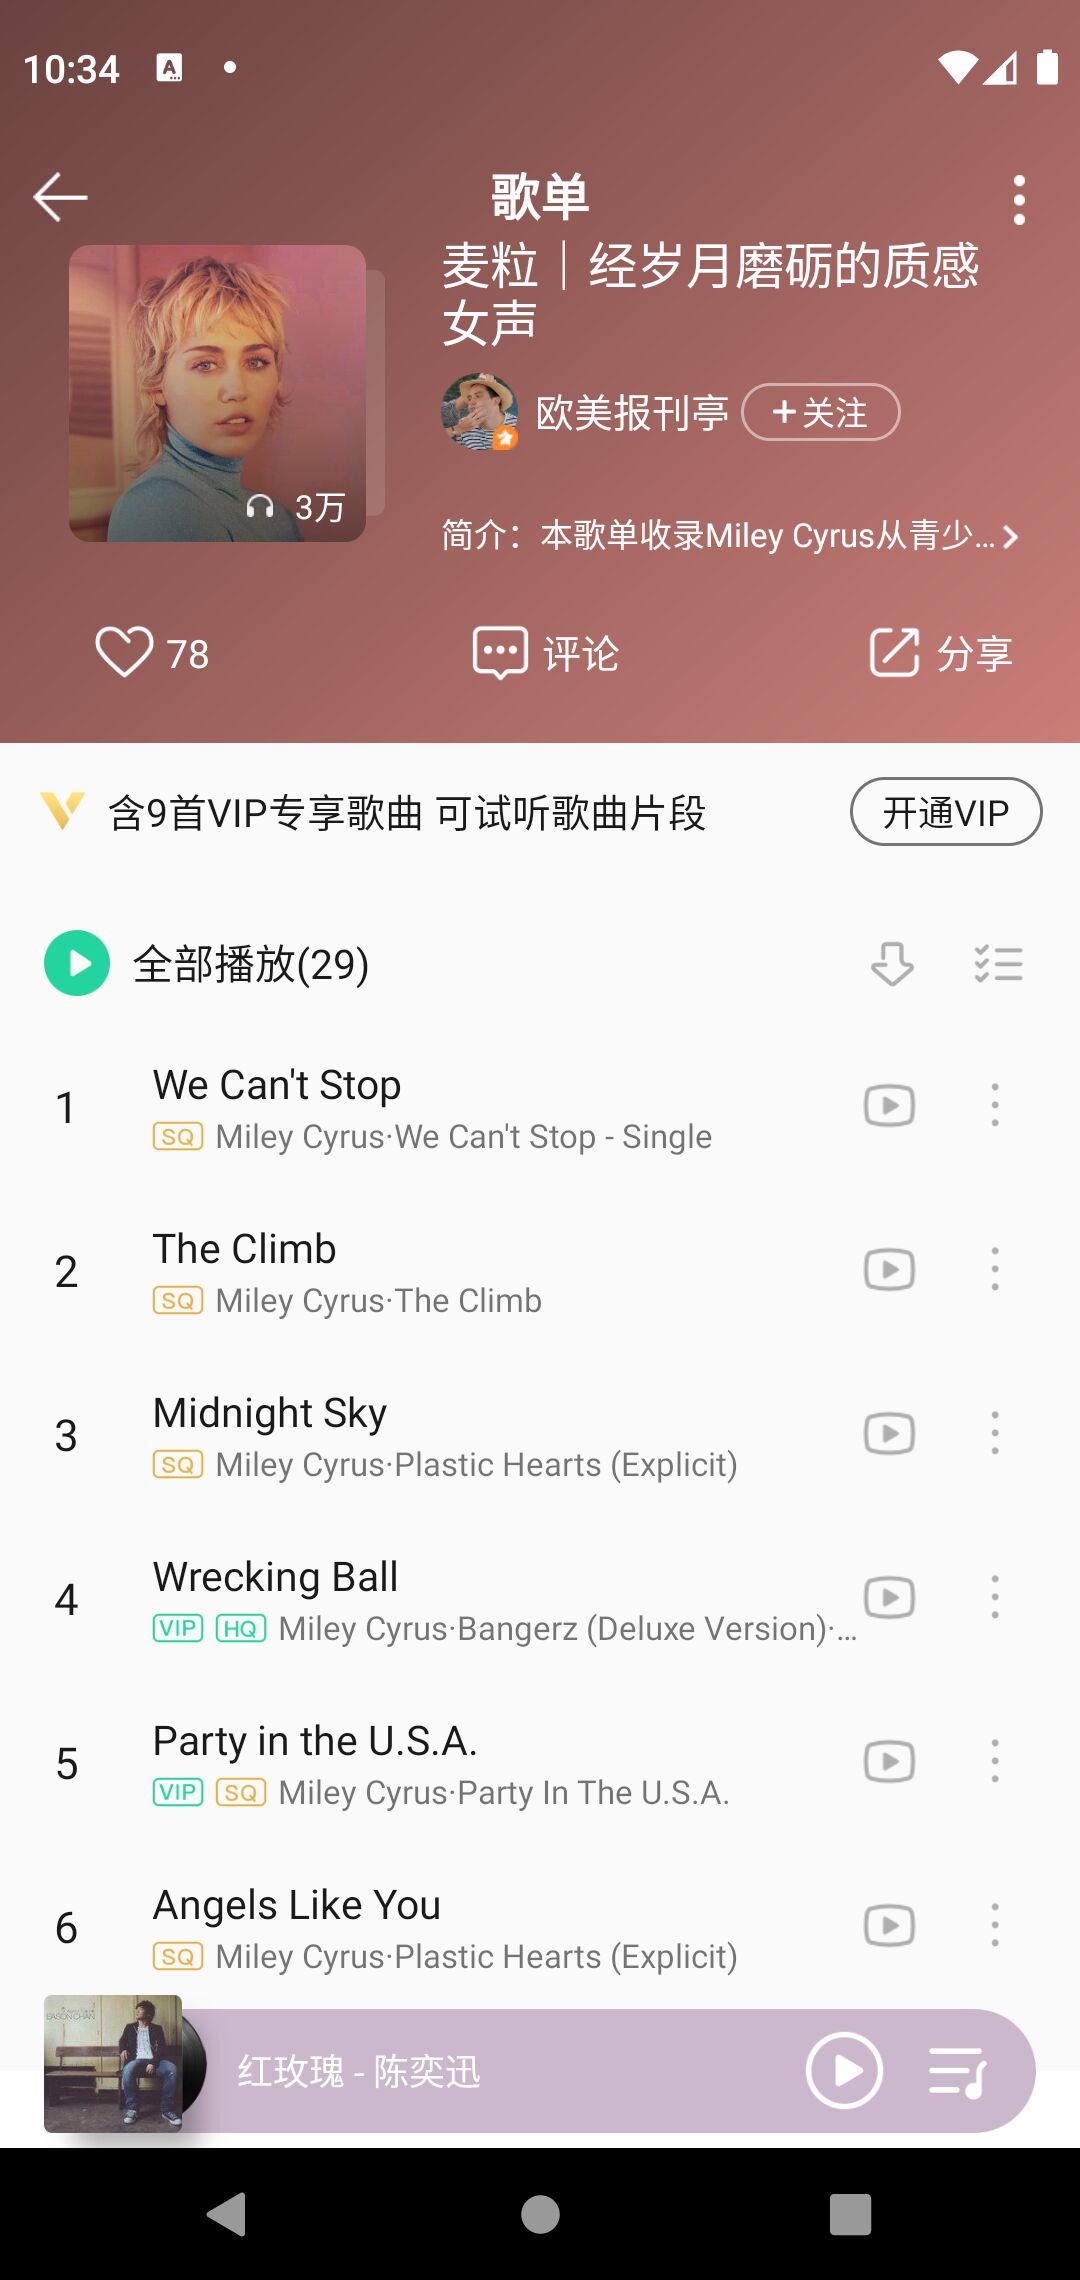 10:34
歌单
麦粒｜经岁月磨砺的质感
女声
欧美报刊亭
+关注
3万
简介：本歌单收录Miley Cyrus从青少...
78
评论
分享
含9首VIP专享歌曲 可试听歌曲片段
开通VIP
全部播放(29)
1
We Can't Stop
SQ Miley Cyrus·We Can't Stop - Single
2
The Climb
SQ Miley Cyrus·The Climb
3
Midnight Sky
SQ Miley Cyrus·Plastic Hearts (Explicit)
4
Wrecking Ball
VIP HQ Miley Cyrus·Bangerz (Deluxe Version)·...
5
Party in the U.S.A.
VIP SQ Miley Cyrus·Party In The U.S.A.
6
Angels Like You
SQ Miley Cyrus·Plastic Hearts (Explicit)
EASON CHAN
红玫瑰 - 陈奕迅